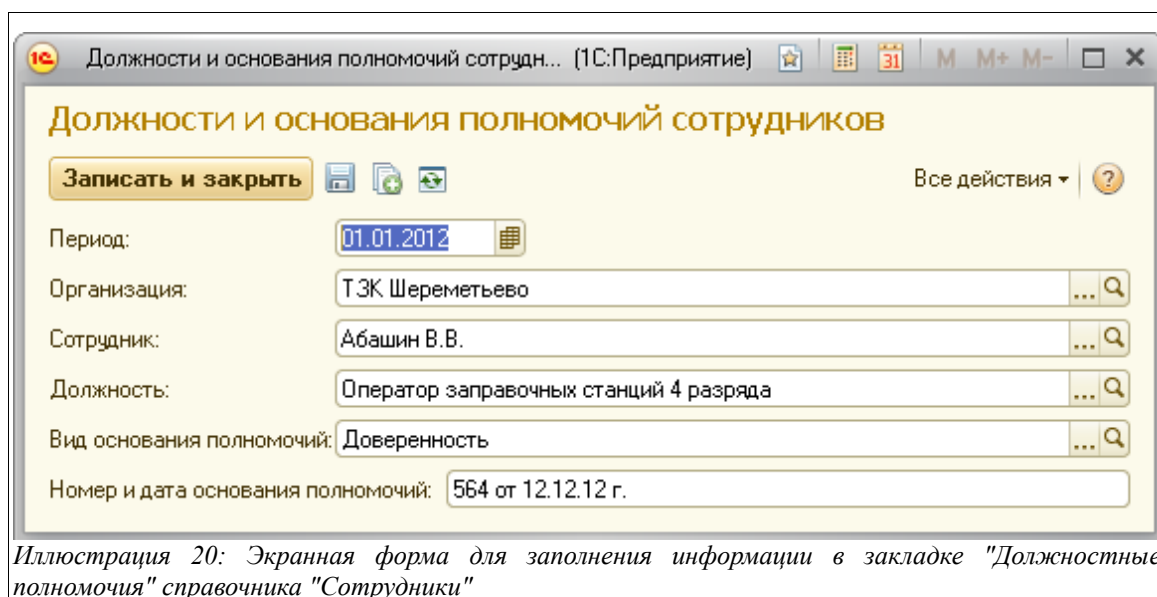 1С Должности и основания полномочий сотрудн... (1С:Предприятие) 31 M M+ M-
Должности и основания полномочий сотрудников
Записать и закрыть Все действия ?
Период: 01.01.2012
Организация: ТЗК Шереметьево ...
Сотрудник: Абашин В.В. ...
Должность: Оператор заправочных станций 4 разряда ...
Вид основания полномочий: Доверенность ...
Номер и дата основания полномочий: 564 от 12.12.12 г.
Иллюстрация 20: Экранная форма для заполнения информации в закладке "Должностные
полномочия" справочника "Сотрудники"